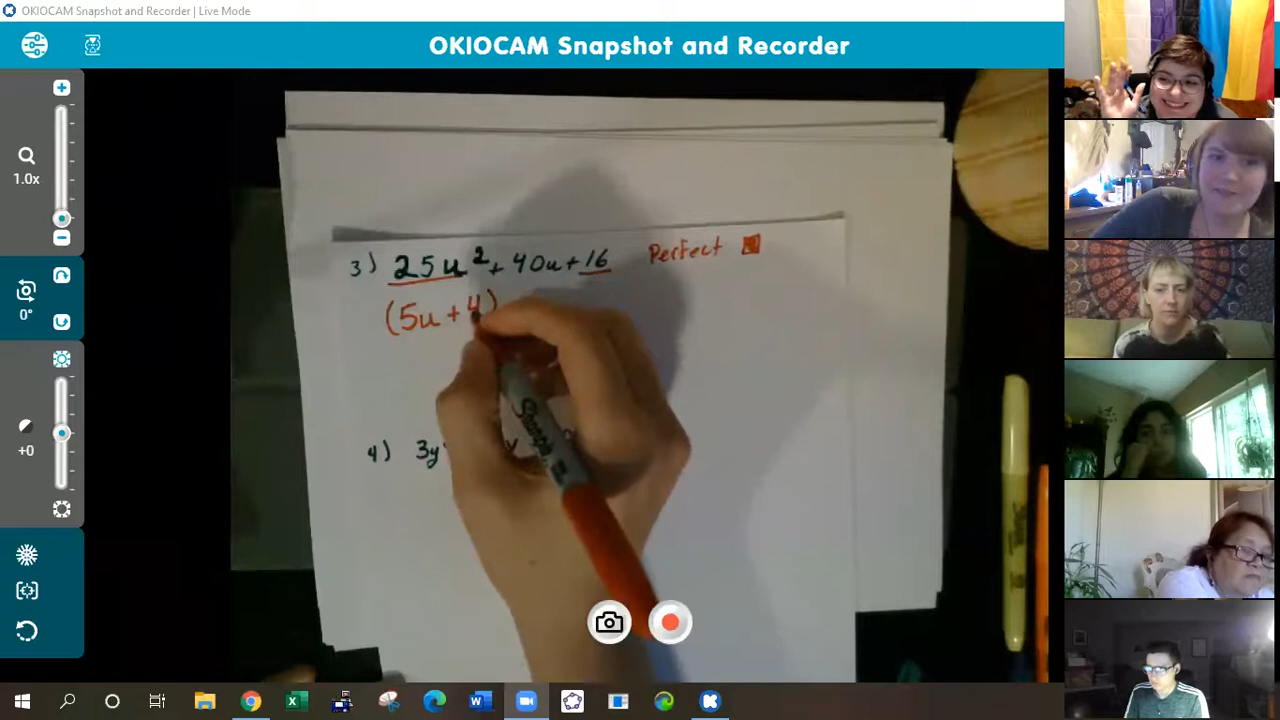 OKIOCAM Snapshot and Recorder | Live Mode
OKIOCAM Snapshot and Recorder
1.0x
0°
+0
3) 25u² + 40u + 16 Perfect
(5u + 4)
4) 3y
Sharpie